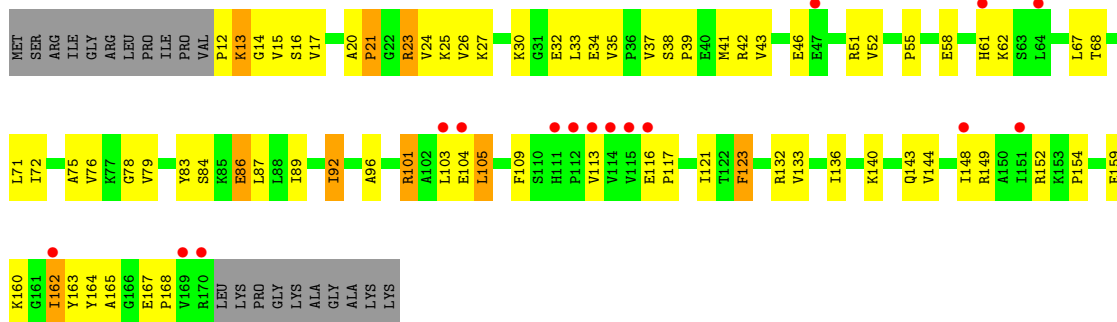 MET SER ARG ILE GLY ARG LEU PRO ILE PRO VAL P12 K13 G14 V15 S16 V17 A20 P21 G22 R23 V24 K25 V26 K27 K30 G31 E32 L33 E34 V35 P36 V37 S38 P39 E40 M41 R42 V43 E46 E47 R51 V52 P55 E58 H61 K62 S63 L64 L67 T68
L71 I72 A75 V76 K77 G78 V79 Y83 S84 K85 E86 L87 L88 I89 I92 A96 R101 A102 L103 E104 L105 F109 S110 H111 P112 V113 V114 V115 E116 P117 I121 T122 F123 R132 V133 I136 K140 Q143 V144 I148 R149 A150 I151 R152 K153 P154 E159
K160 G161 I162 Y163 Y164 A165 G166 E167 P168 V169 R170 LEU LYS PRO GLY LYS ALA GLY ALA LYS LYS